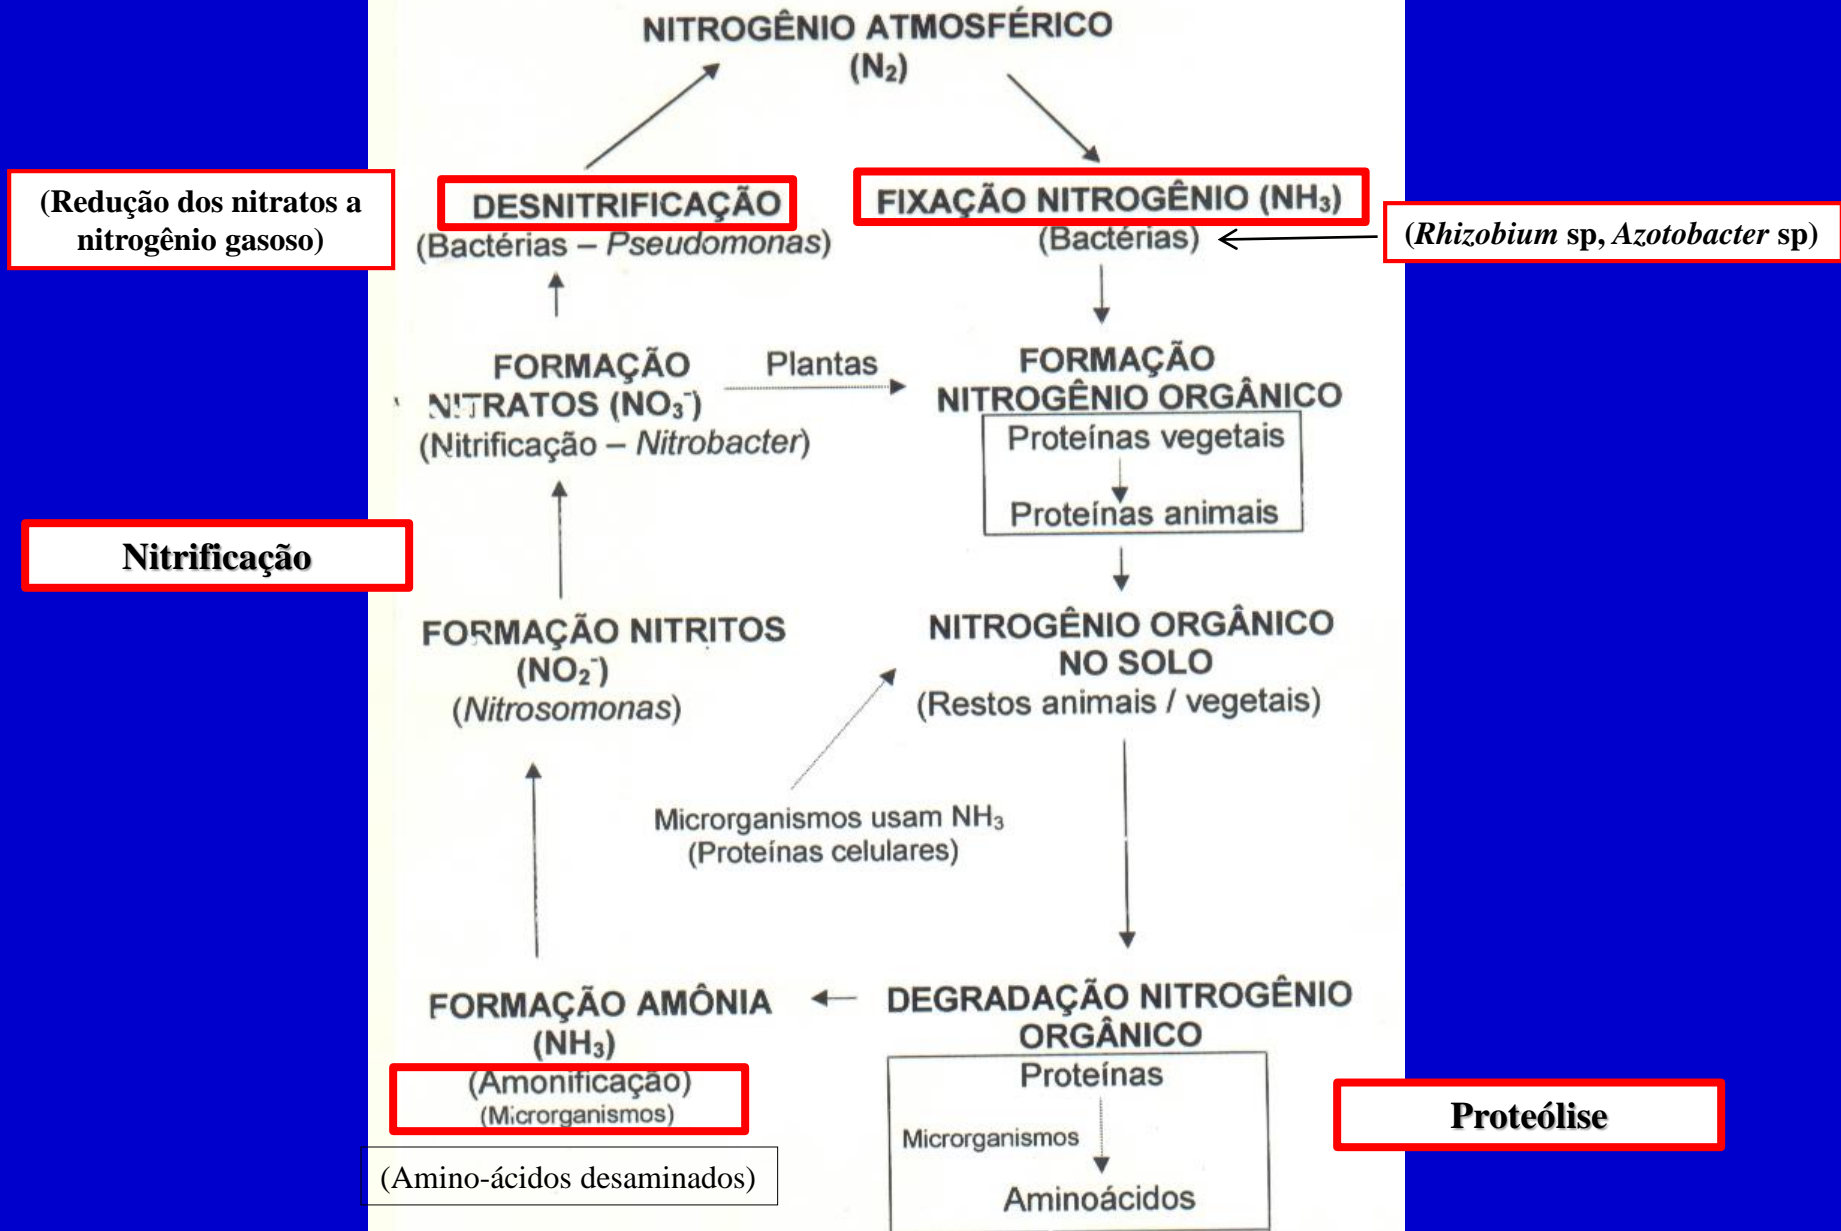 NITROGÊNIO ATMOSFÉRICO
(N₂)
(Redução dos nitratos a
nitrogênio gasoso)
DESNITRIFICAÇÃO
(Bactérias – Pseudomonas)
FIXAÇÃO NITROGÊNIO (NH₃)
(Bactérias)
(Rhizobium sp, Azotobacter sp)
FORMAÇÃO
NITRATOS (NO₃⁻)
(Nitrificação – Nitrobacter)
Plantas
FORMAÇÃO
NITROGÊNIO ORGÂNICO
Proteínas vegetais
Proteínas animais
Nitrificação
FORMAÇÃO NITRITOS
(NO₂⁻)
(Nitrosomonas)
NITROGÊNIO ORGÂNICO
NO SOLO
(Restos animais / vegetais)
Microrganismos usam NH₃
(Proteínas celulares)
FORMAÇÃO AMÔNIA
(NH₃)
(Amonificação)
(Microrganismos)
(Amino-ácidos desaminados)
DEGRADAÇÃO NITROGÊNIO
ORGÂNICO
Proteínas
Microrganismos
Aminoácidos
Proteólise